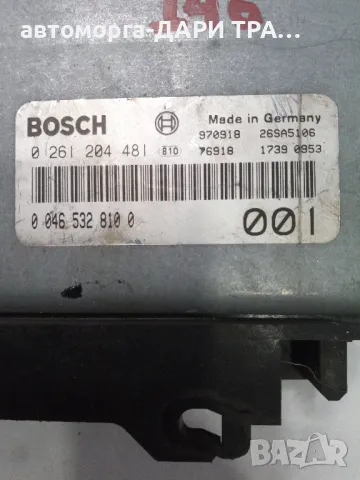 автоморга-ДАРИ ТРА...
BOSCH
Made in Germany
970918 26SA5106
0 261 204 481 810 76918 1739 0953
0 046 532 810 0
001
BAZAR